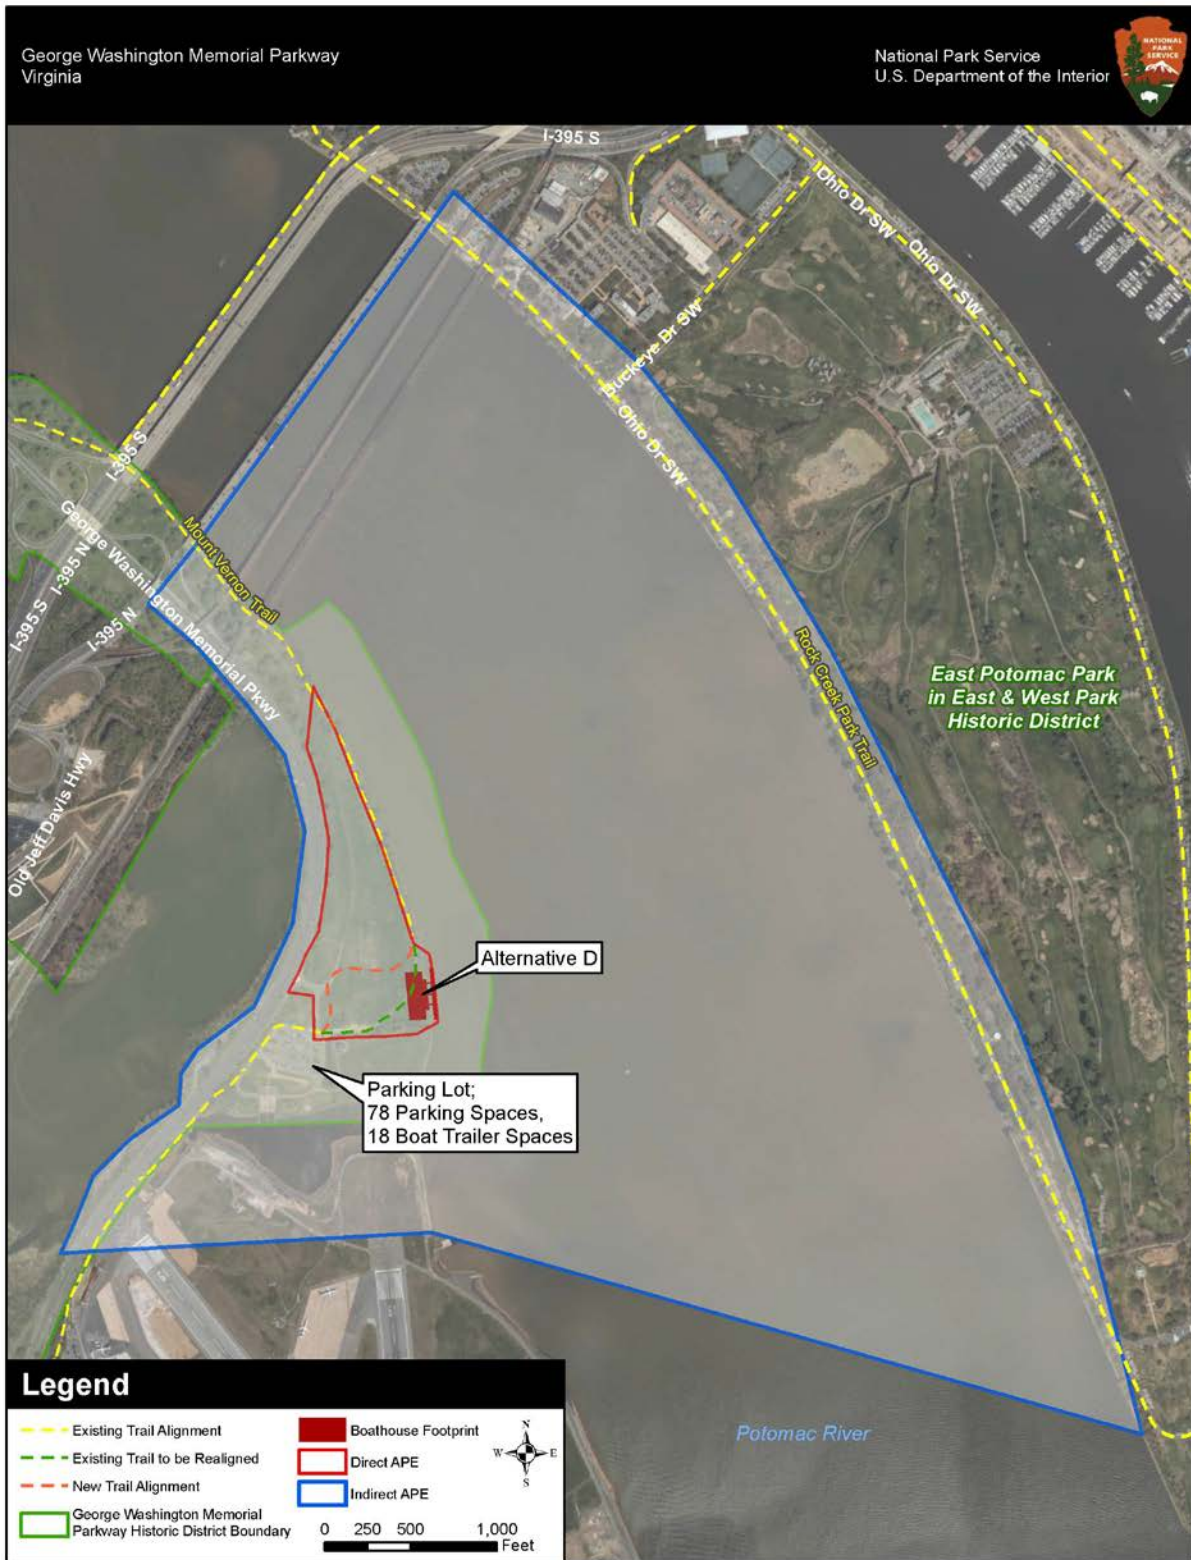 George Washington Memorial Parkway
Virginia
National Park Service
U.S. Department of the Interior
NATIONAL
PARK
SERVICE
I-395 S
Ohio Dr SW
Ohio Dr SW
Buckeye Dr SW
Ohio Dr SW
I-395 S
George Washington Memorial Pkwy
Mount Vernon Trail
I-395 N
I-395 S
I-395 N
Rock Creek Park Trail
East Potomac Park
in East & West Park
Historic District
Old Jeff Davis Hwy
Alternative D
Parking Lot;
78 Parking Spaces,
18 Boat Trailer Spaces
Potomac River
Legend
Existing Trail Alignment
Existing Trail to be Realigned
New Trail Alignment
George Washington Memorial
Parkway Historic District Boundary
Boathouse Footprint
Direct APE
Indirect APE
N
W E
S
0 250 500 1,000
Feet